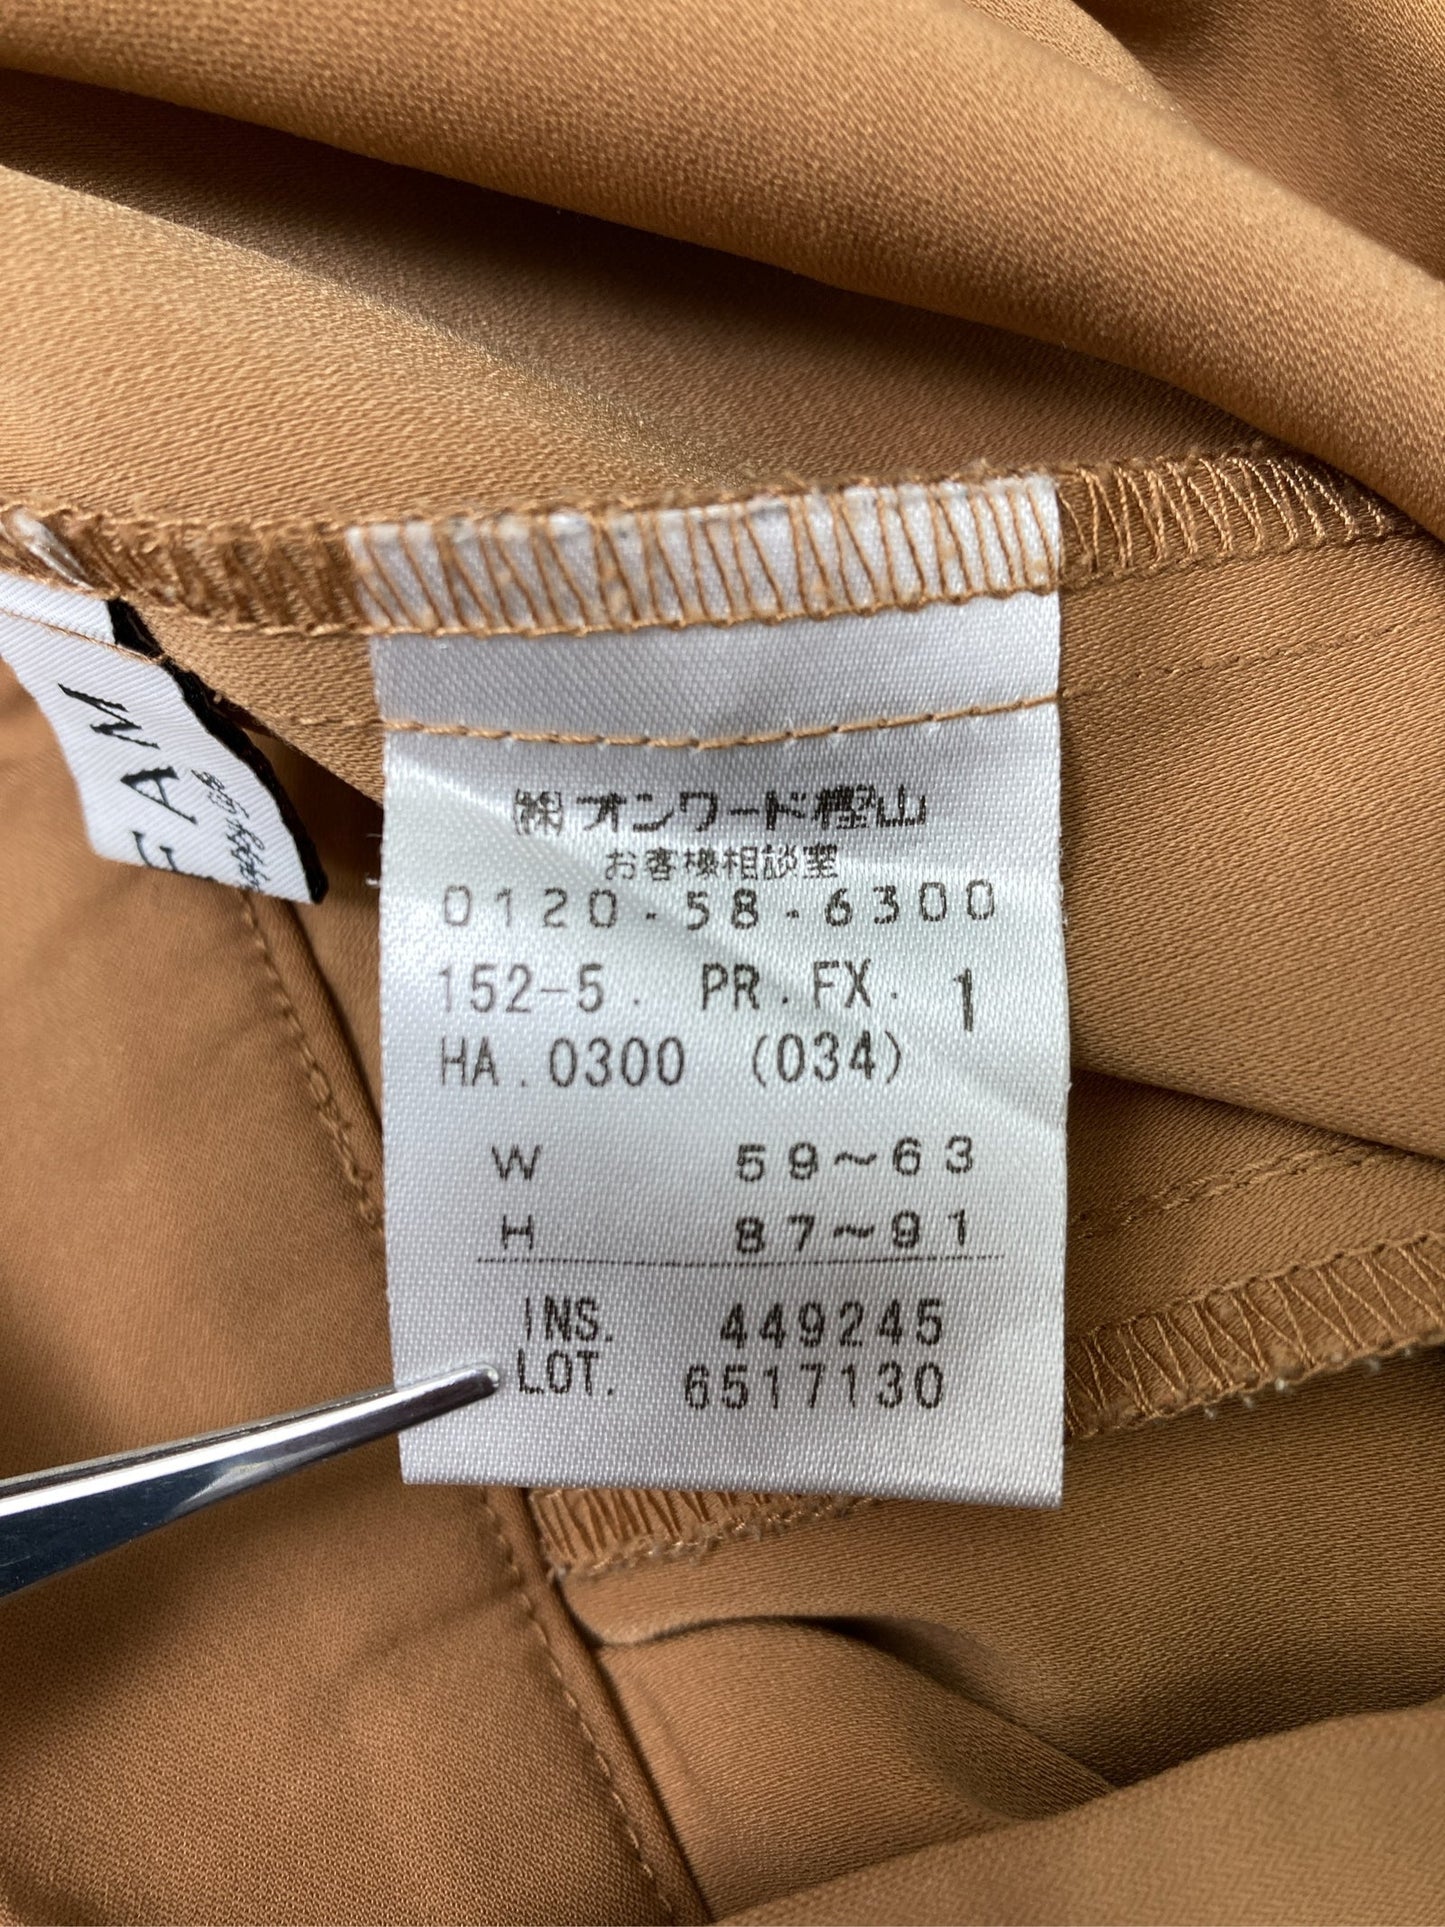 ㈱オンワード樫山
お客様相談室
0120-58-6300
152-5. PR.FX. 1
HA.0300 (034)
W 59～63
H 87～91
INS. 449245
LOT. 6517130
EAM